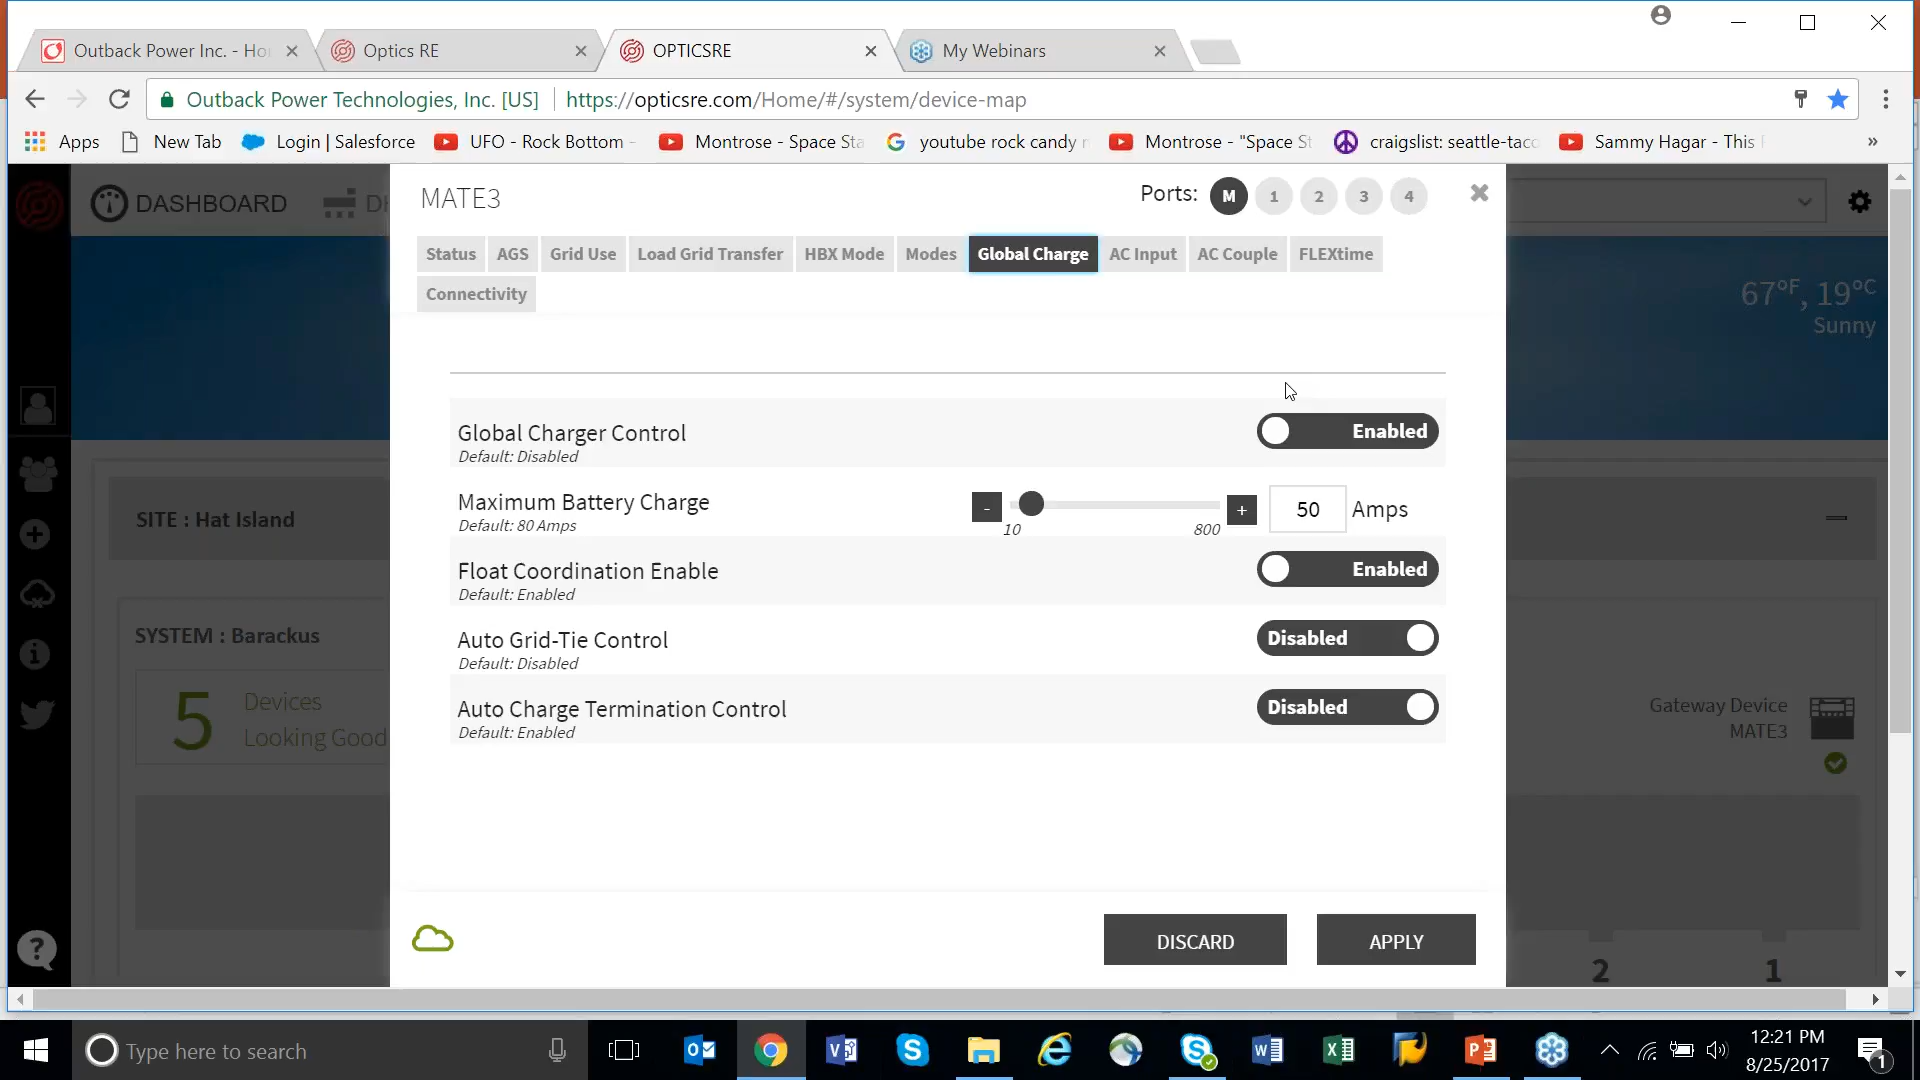 Outback Power Inc. - Ho
Optics RE
OPTICSRE
My Webinars
Outback Power Technologies, Inc. [US]
https://opticsre.com/Home/#/system/device-map
Apps
New Tab
Login | Salesforce
UFO - Rock Bottom -
Montrose - Space Sta
youtube rock candy r
Montrose - "Space St
craigslist: seattle-taco
Sammy Hagar - This
»
DASHBOARD
MATE3
Ports: M 1 2 3 4
Status
AGS
Grid Use
Load Grid Transfer
HBX Mode
Modes
Global Charge
AC Input
AC Couple
FLEXtime
Connectivity
67°F, 19°C
Sunny
Global Charger Control
Default: Disabled
Enabled
Maximum Battery Charge
Default: 80 Amps
-
10
800
+
50
Amps
Float Coordination Enable
Default: Enabled
Enabled
Auto Grid-Tie Control
Default: Disabled
Disabled
Auto Charge Termination Control
Default: Enabled
Disabled
SITE : Hat Island
SYSTEM : Barackus
5
Devices
Looking Good
Gateway Device
MATE3
2
1
DISCARD
APPLY
Type here to search
12:21 PM
8/25/2017
1